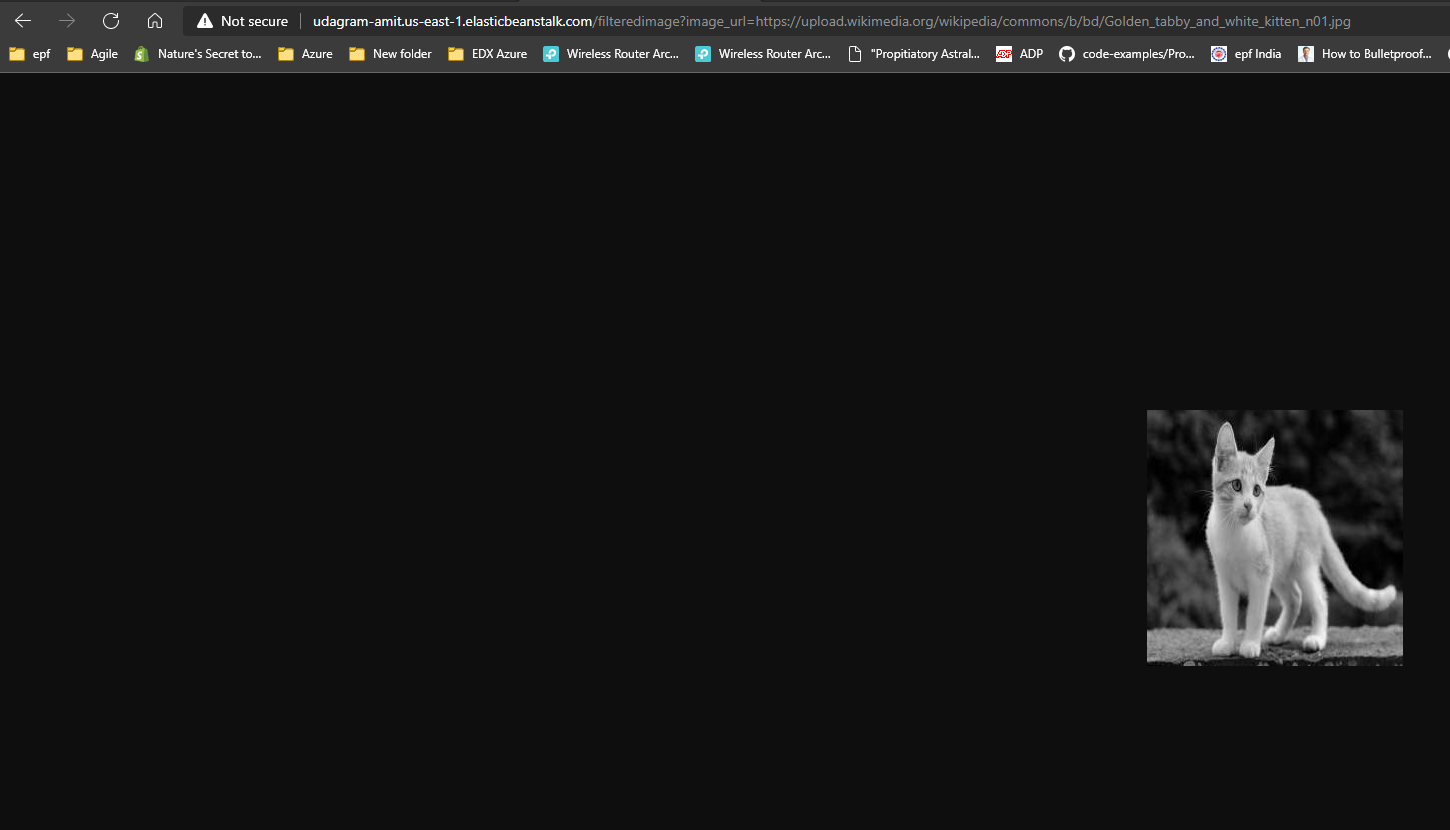 Not secure | udagram-amit.us-east-1.elasticbeanstalk.com/filteredimage?image_url=https://upload.wikimedia.org/wikipedia/commons/b/bd/Golden_tabby_and_white_kitten_n01.jpg
epf Agile Nature's Secret to... Azure New folder EDX Azure Wireless Router Arc... Wireless Router Arc... "Propitiatory Astral... ADP ADP code-examples/Pro... epf India How to Bulletproof...